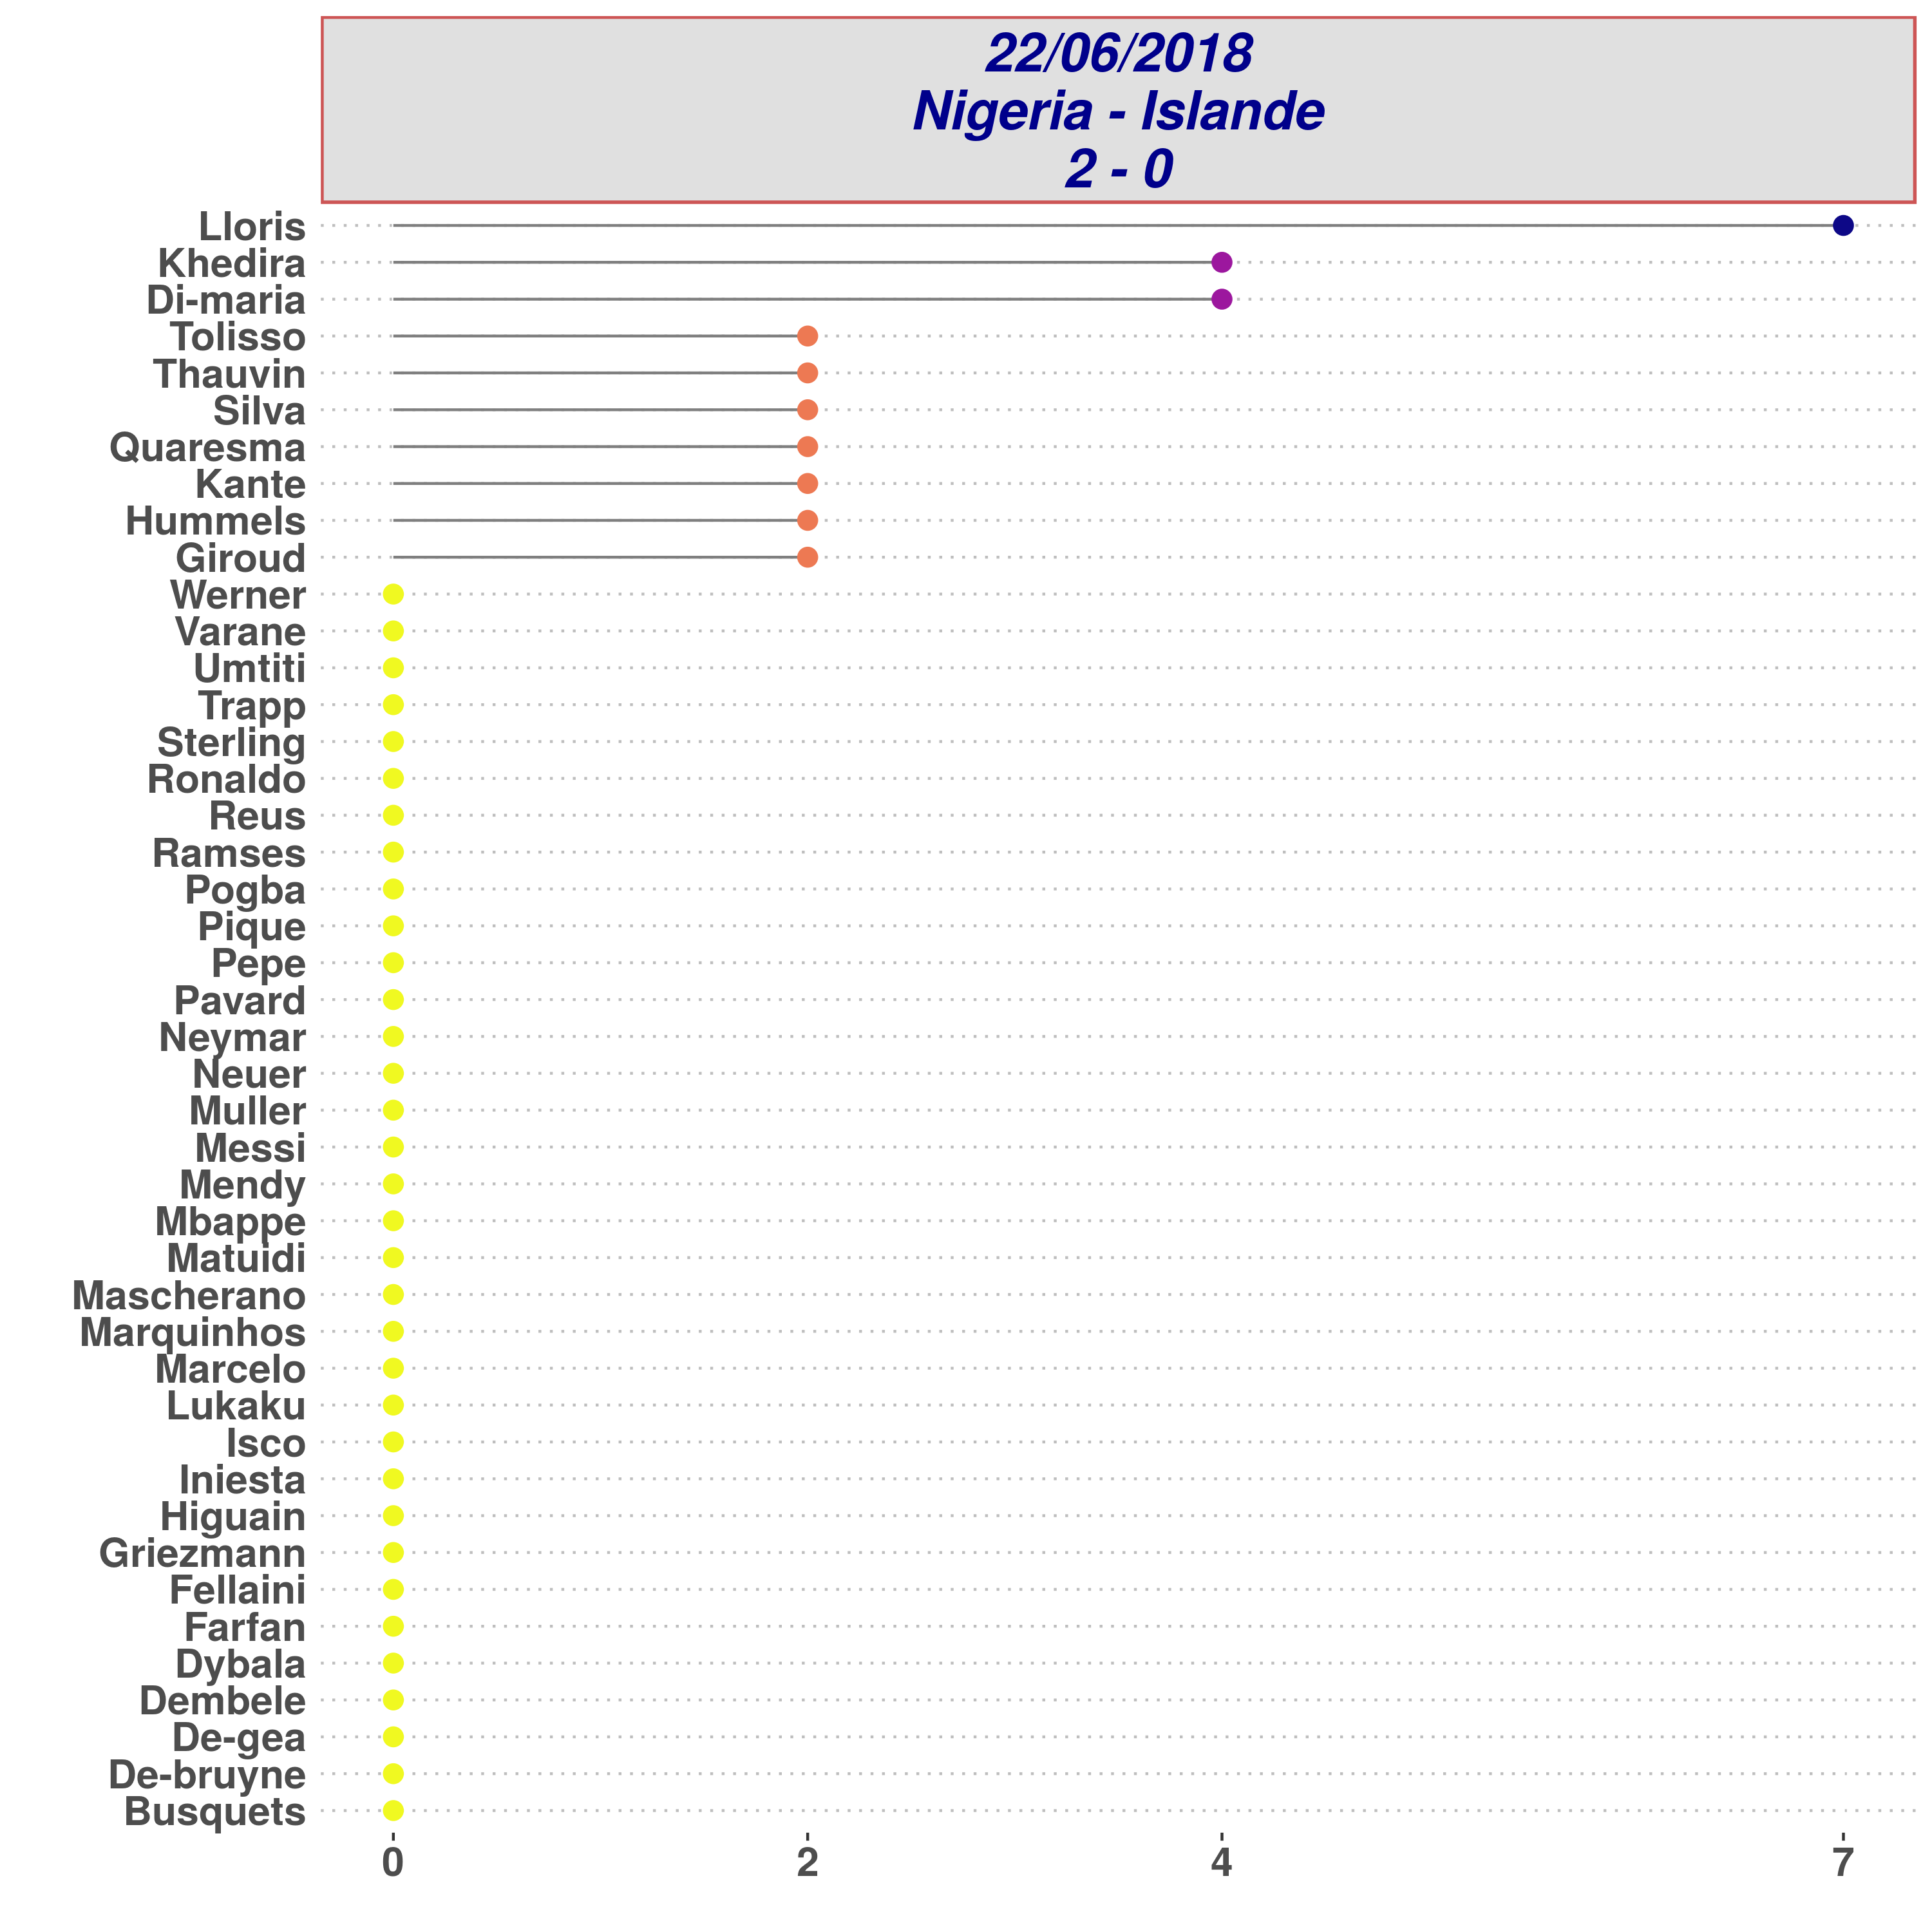 22/06/2018
Nigeria - Islande
2 - 0
Lloris
Khedira
Di-maria
Tolisso
Thauvin
Silva
Quaresma
Kante
Hummels
Giroud
Werner
Varane
Umtiti
Trapp
Sterling
Ronaldo
Reus
Ramses
Pogba
Pique
Pepe
Pavard
Neymar
Neuer
Muller
Messi
Mendy
Mbappe
Matuidi
Mascherano
Marquinhos
Marcelo
Lukaku
Isco
Iniesta
Higuain
Griezmann
Fellaini
Farfan
Dybala
Dembele
De-gea
De-bruyne
Busquets
0 2 4 7